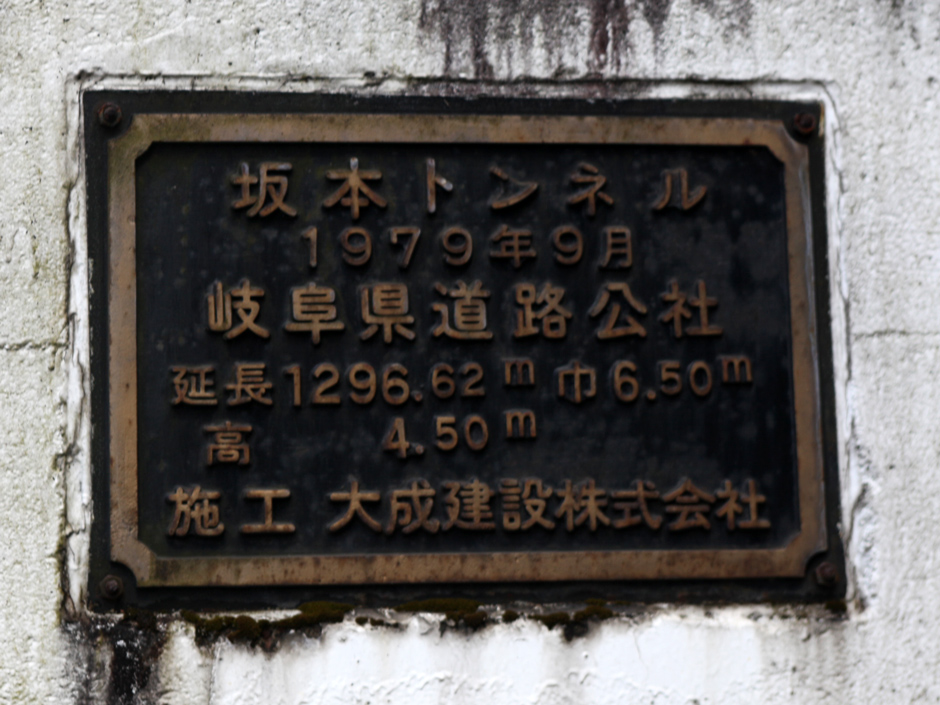 坂本トンネル
1979年9月
岐阜県道路公社
延長1296.62m 巾6.50m
高 4.50m
施工 大成建設株式会社